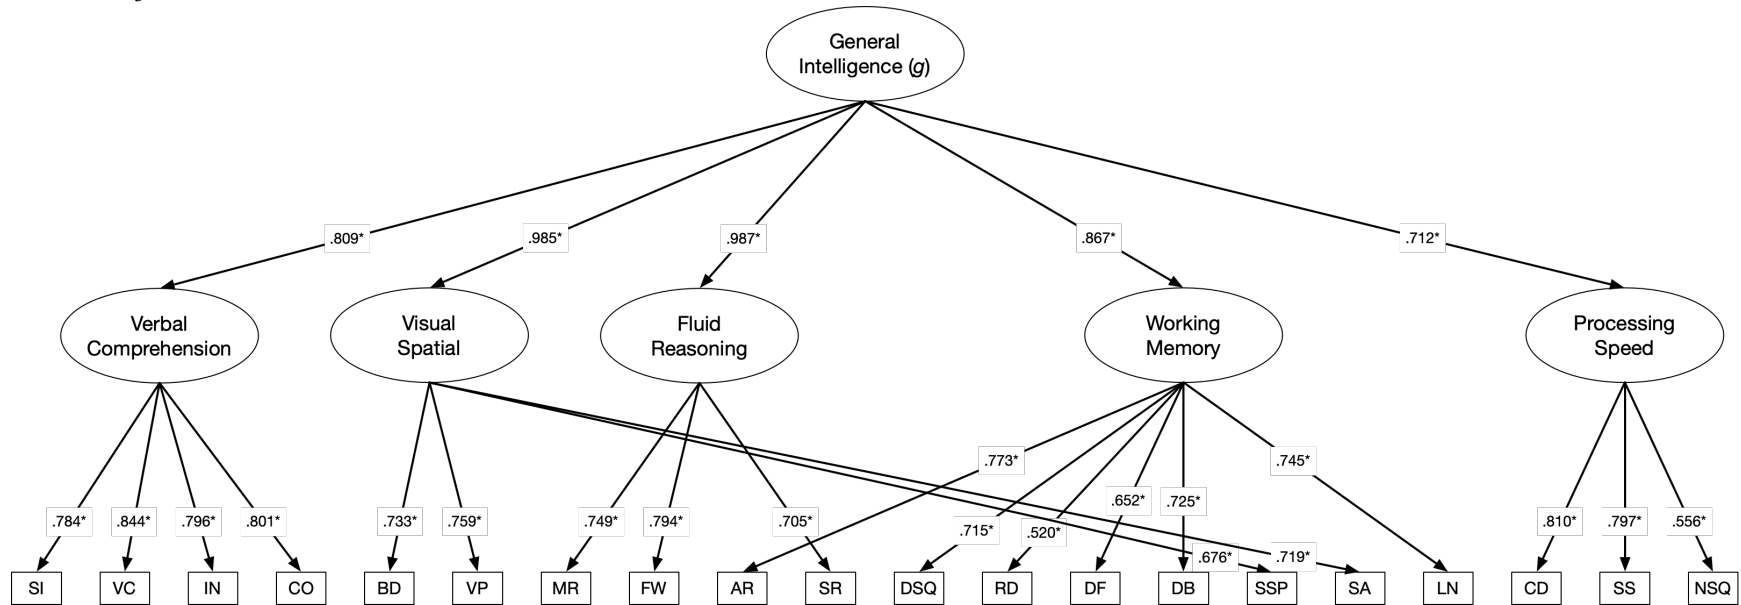 General
Intelligence (g)
.809*
.985*
.987*
.867*
.712*
Verbal
Comprehension
Visual
Spatial
Fluid
Reasoning
Working
Memory
Processing
Speed
.773*
.745*
.652*
.725*
.784*
.844*
.796*
.801*
.733*
.759*
.749*
.794*
.705*
.715*
.520*
.810*
.797*
.556*
.676*
.719*
SI
VC
IN
CO
BD
VP
MR
FW
AR
SR
DSQ
RD
DF
DB
SSP
SA
LN
CD
SS
NSQ